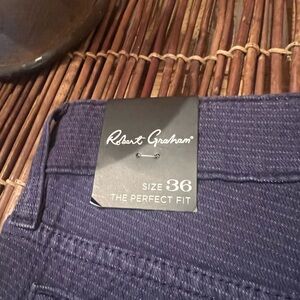 Robert Graham®
SIZE 36
THE PERFECT FIT